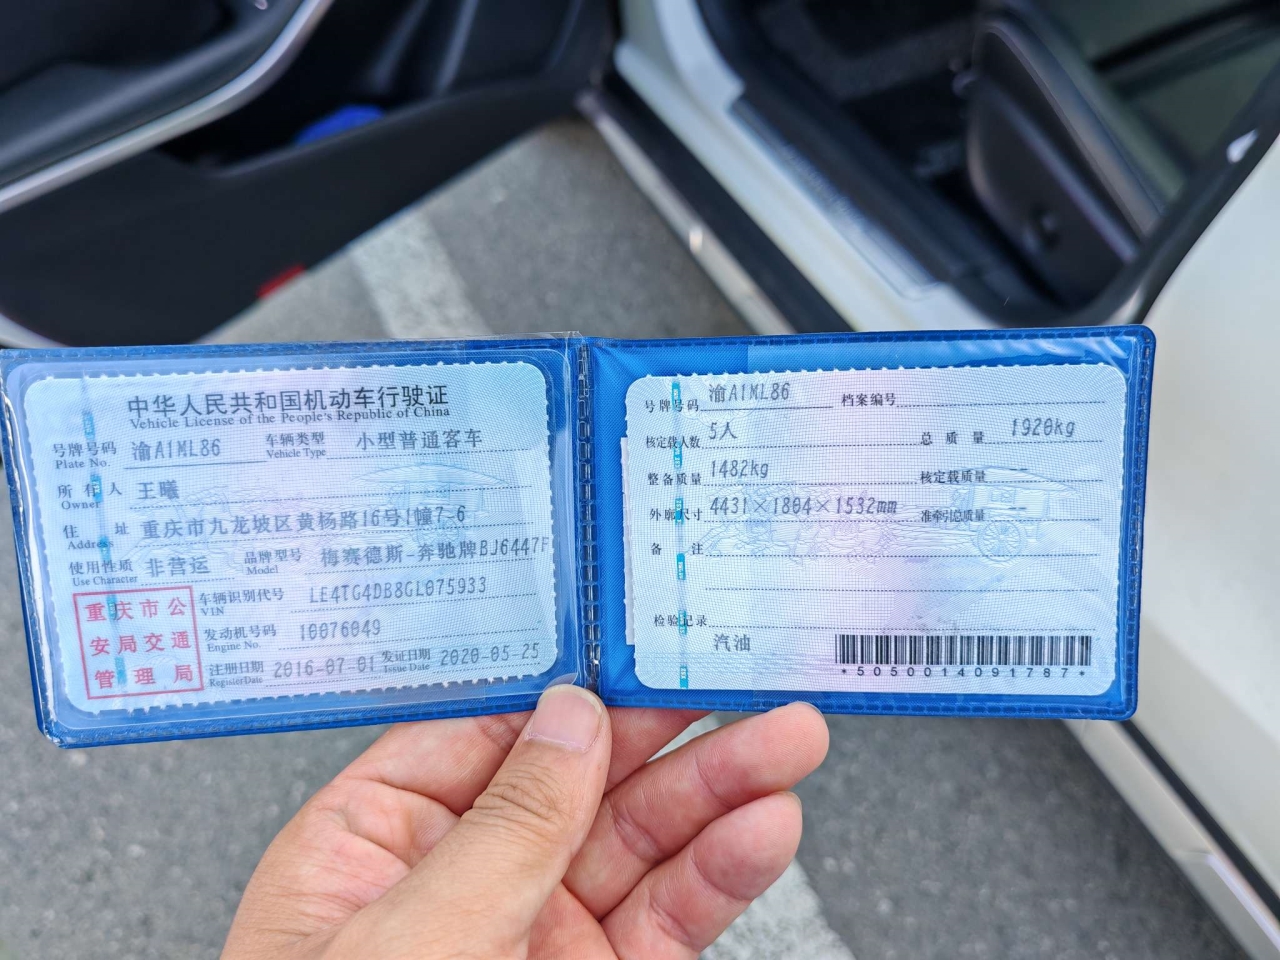 中华人民共和国机动车行驶证
Vehicle License of the People's Republic of China
号牌号码 渝A1ML86 车辆类型 小型普通客车
Plate No. Vehicle Type
所有人 王曦
Owner
住址 重庆市九龙坡区黄杨路16号1幢7-6
Address
使用性质 非营运 品牌型号 梅赛德斯-奔驰牌BJ6447F
Use Character Model
重庆市公
安局交通
管理局
车辆识别代号 LE4TG4DB8GL075933
VIN
发动机号码 10076049
Engine No.
注册日期 2016-07-01 发证日期 2020-05-25
Register Date Issue Date
号牌号码 渝A1ML86 档案编号
核定载人数 5人 总质量 1920kg
整备质量 1482kg 核定载质量 --
外廓尺寸 4431×1804×1532mm 准牵引总质量 --
备注
检验记录
汽油
*5050014091787*